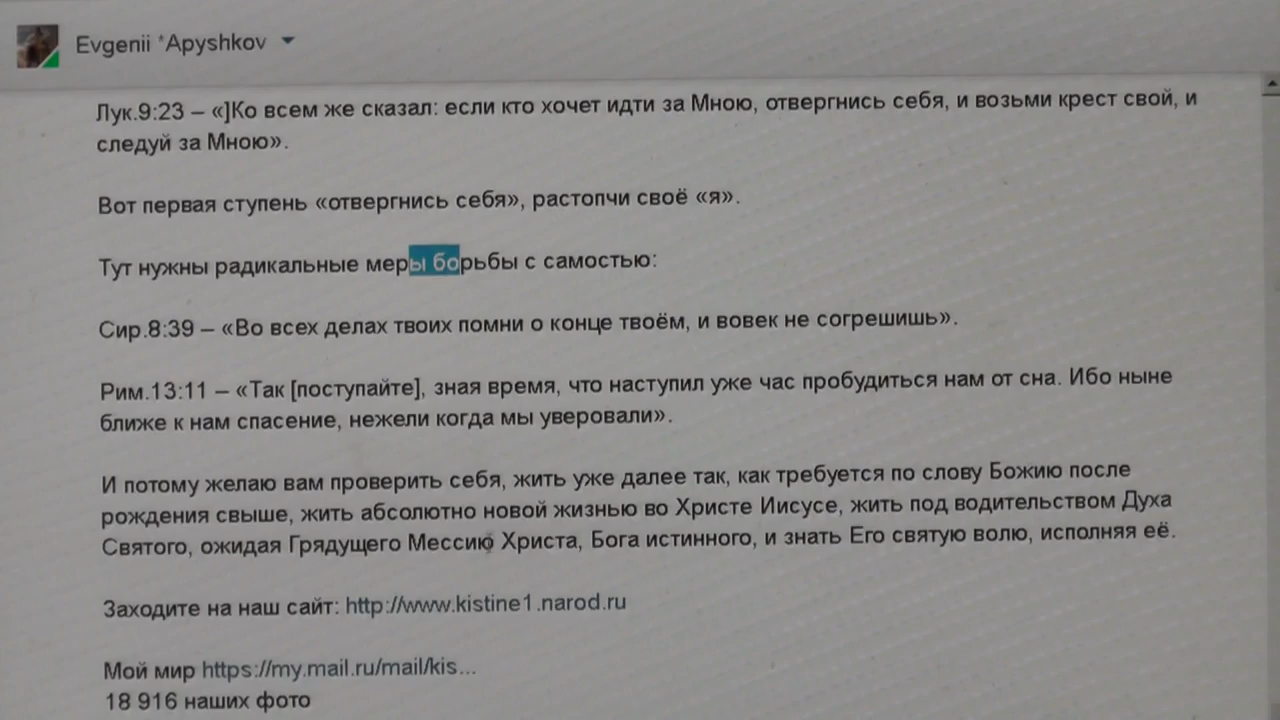 Evgenii *Apyshkov
Лук.9:23 – «]Ко всем же сказал: если кто хочет идти за Мною, отвергнись себя, и возьми крест свой, и
следуй за Мною».
Вот первая ступень «отвергнись себя», растопчи своё «я».
Тут нужны радикальные меры борьбы с самостью:
Сир.8:39 – «Во всех делах твоих помни о конце твоём, и вовек не согрешишь».
Рим.13:11 – «Так [поступайте], зная время, что наступил уже час пробудиться нам от сна. Ибо ныне
ближе к нам спасение, нежели когда мы уверовали».
И потому желаю вам проверить себя, жить уже далее так, как требуется по слову Божию после
рождения свыше, жить абсолютно новой жизнью во Христе Иисусе, жить под водительством Духа
Святого, ожидая Грядущего Мессию Христа, Бога истинного, и знать Его святую волю, исполняя её.
Заходите на наш сайт: http://www.kistine1.narod.ru
Мой мир https://my.mail.ru/mail/kis...
18 916 наших фото